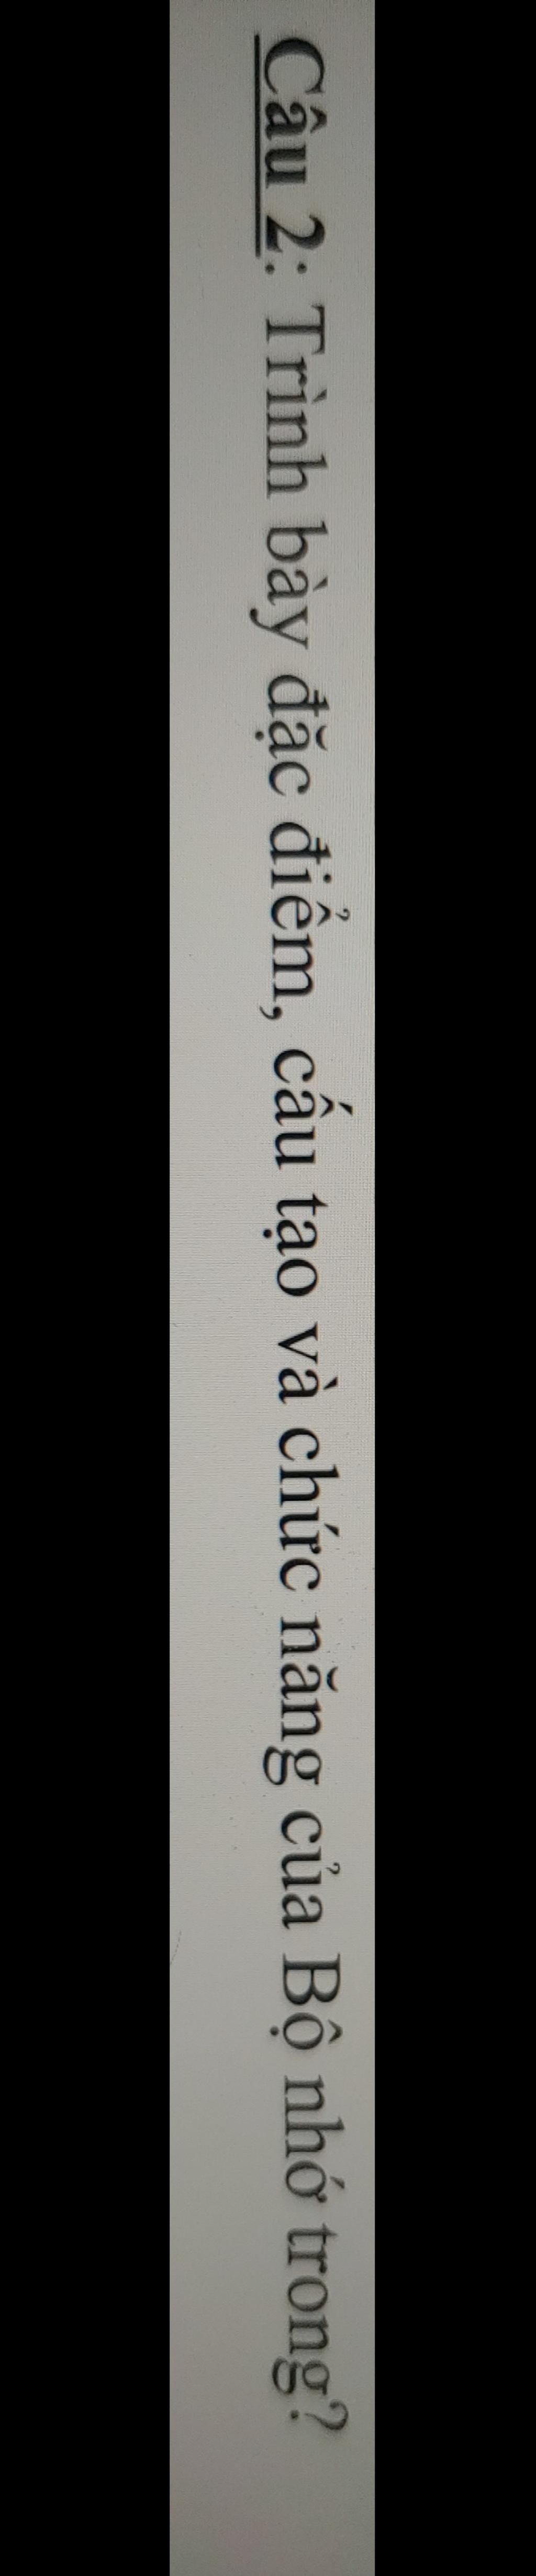 Câu 2: Trình bày đặc điểm, cấu tạo và chức năng của Bộ nhớ trong?